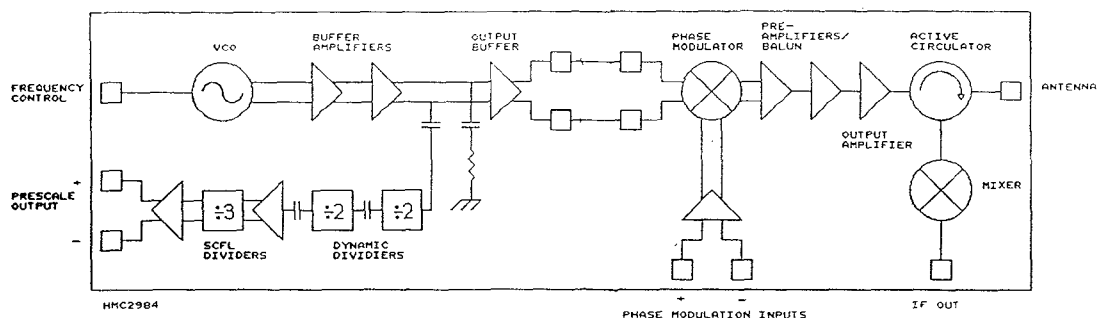 VCO
BUFFER
AMPLIFIERS
OUTPUT
BUFFER
PHASE
MODULATOR
PRE-
AMPLIFIERS/
BALUN
ACTIVE
CIRCULATOR
FREQUENCY
CONTROL
ANTENNA
OUTPUT
AMPLIFIER
PRESCALE
OUTPUT
+
-
÷3
÷2
÷2
MIXER
SCFL
DIVIDERS
DYNAMIC
DIVIDIERS
+
-
HMC2984
PHASE MODULATION INPUTS
IF OUT